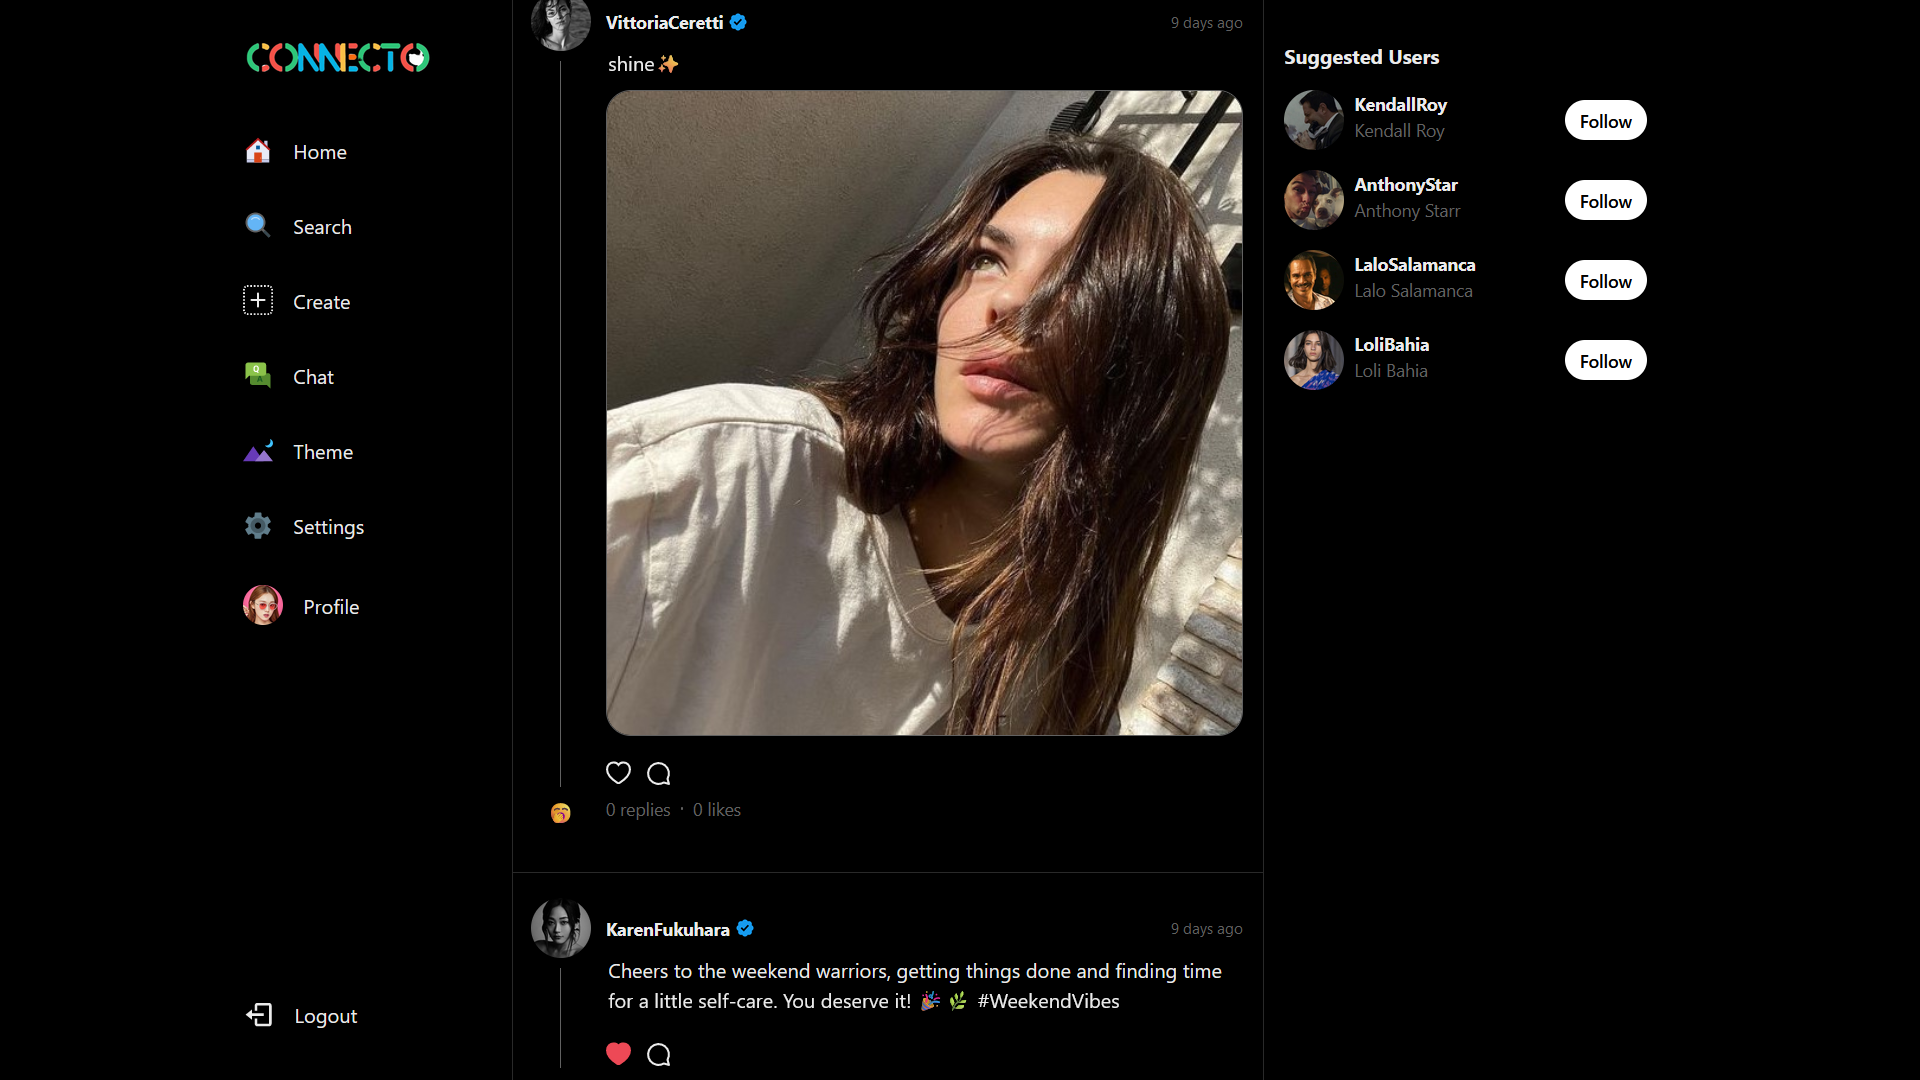 CONNECTO
Home
Search
Create
Chat
Theme
Settings
Profile
Logout
VittoriaCeretti
9 days ago
shine✨
0 replies · 0 likes
KarenFukuhara
9 days ago
Cheers to the weekend warriors, getting things done and finding time
for a little self-care. You deserve it! 🎉 🌿 #WeekendVibes
Suggested Users
KendallRoy
Kendall Roy
Follow
AnthonyStar
Anthony Starr
Follow
LaloSalamanca
Lalo Salamanca
Follow
LoliBahia
Loli Bahia
Follow